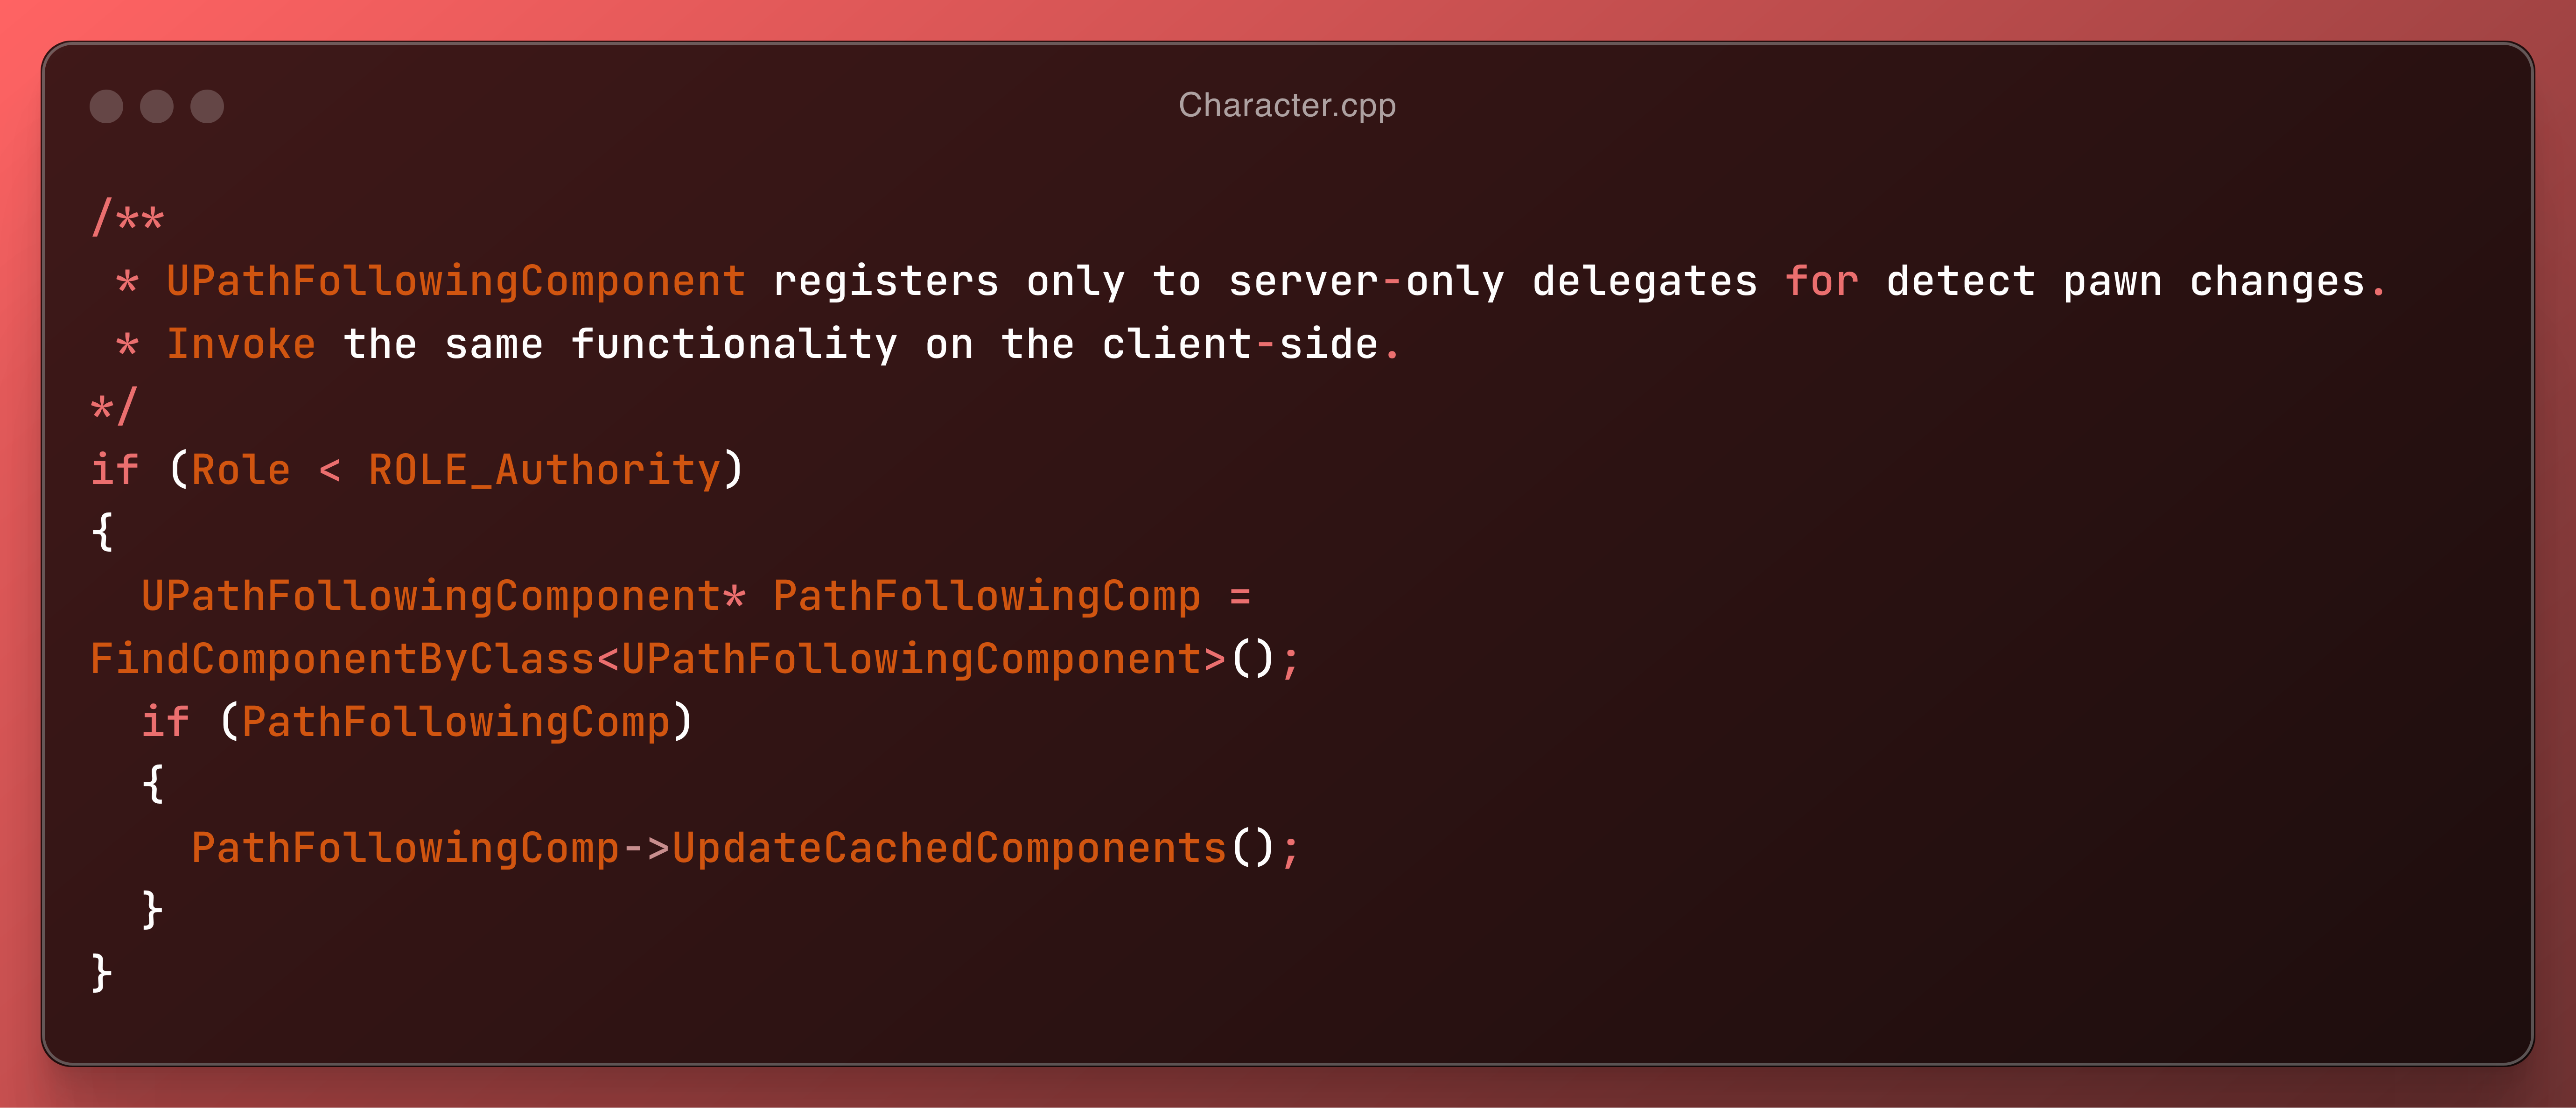 Character.cpp
/**
 * UPathFollowingComponent registers only to server-only delegates for detect pawn changes.
 * Invoke the same functionality on the client-side.
*/
if (Role < ROLE_Authority)
{
  UPathFollowingComponent* PathFollowingComp =
FindComponentByClass<UPathFollowingComponent>();
  if (PathFollowingComp)
  {
    PathFollowingComp->UpdateCachedComponents();
  }
}